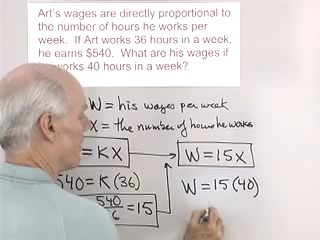 Art's wages are directly proportional to
the number of hours he works per
week. If Art works 36 hours in a week,
he earns $540. What are his wages if
works 40 hours in a week?
W = his wages per week
X = the number of hours he works
= KX
W = 15x
540 = K(36)
W = 15(40)
540
6 = 15